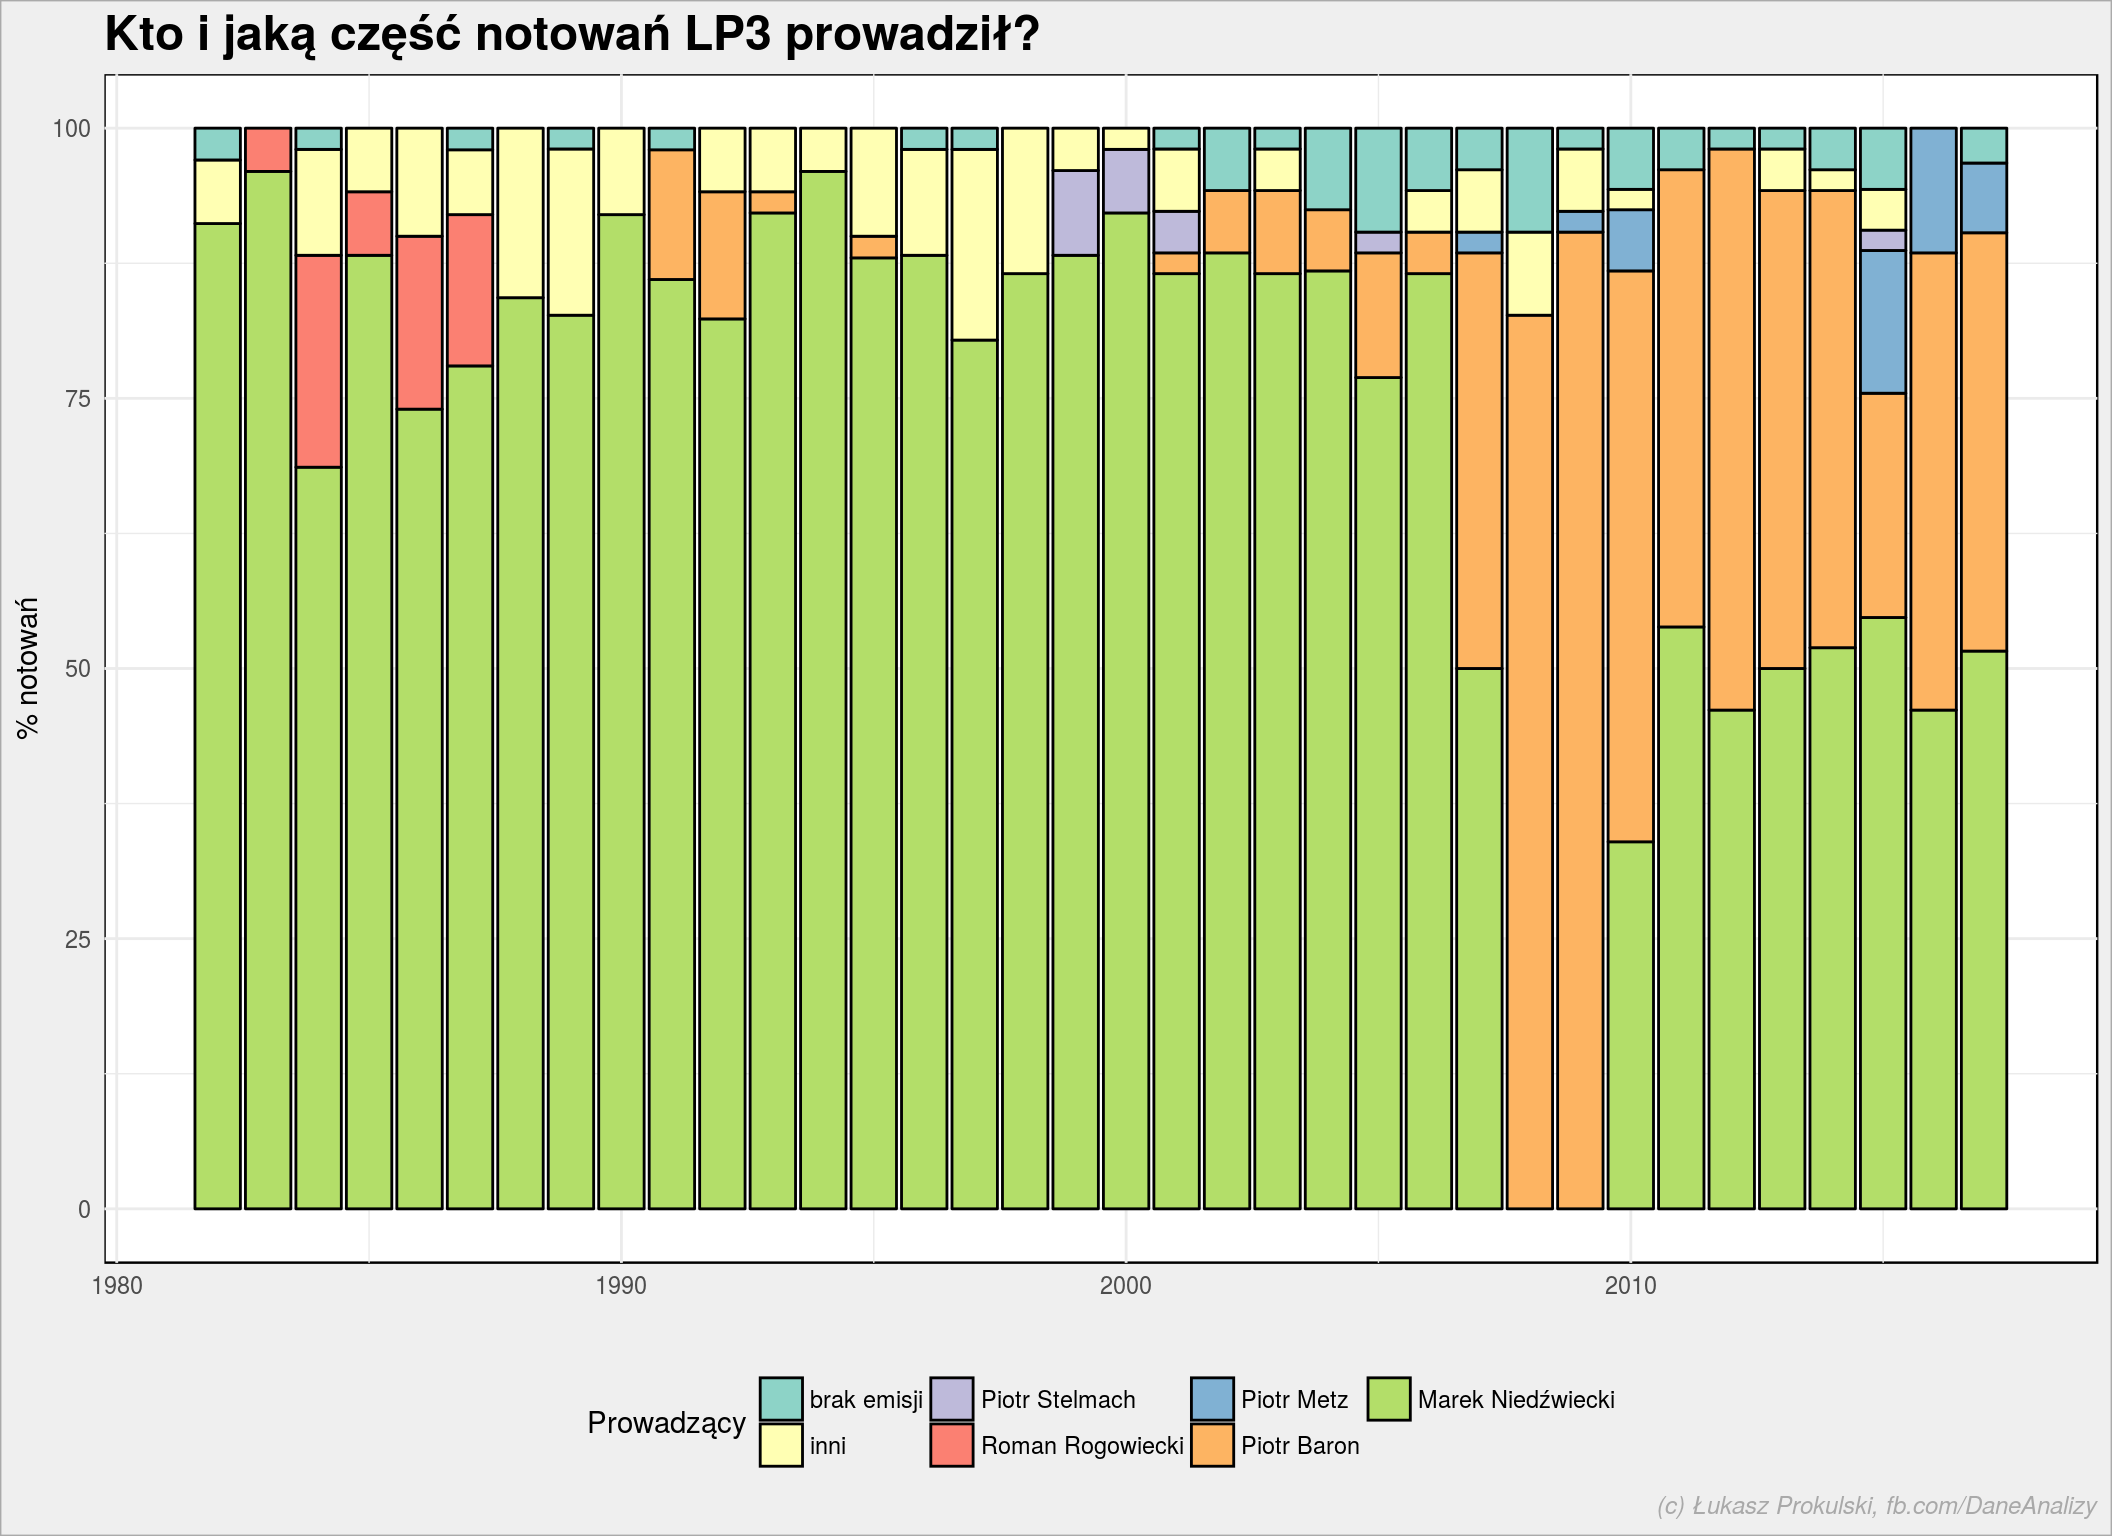 Kto i jaką część notowań LP3 prowadził?
% notowań
100
75
50
25
0
1980 1990 2000 2010
Prowadzący
brak emisji Piotr Stelmach Piotr Metz Marek Niedźwiecki
inni Roman Rogowiecki Piotr Baron
(c) Łukasz Prokulski, fb.com/DaneAnalizy